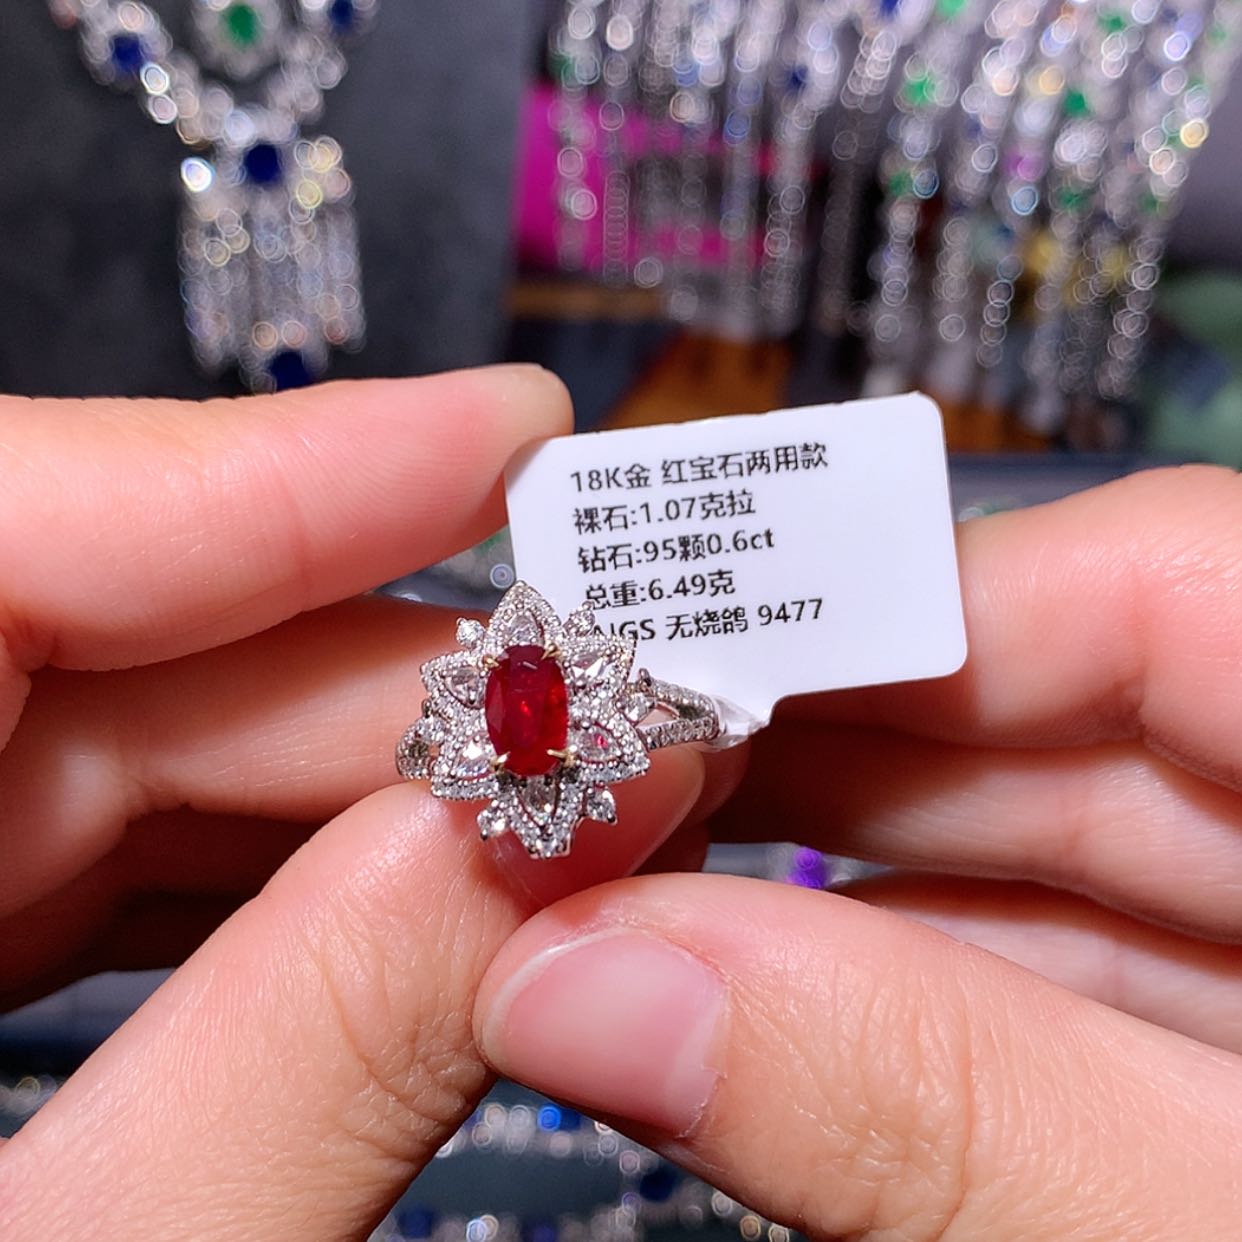 18K金 红宝石两用款
裸石:1.07克拉
钻石:95颗0.6ct
总重:6.49克
AIGS 无烧鸽 9477